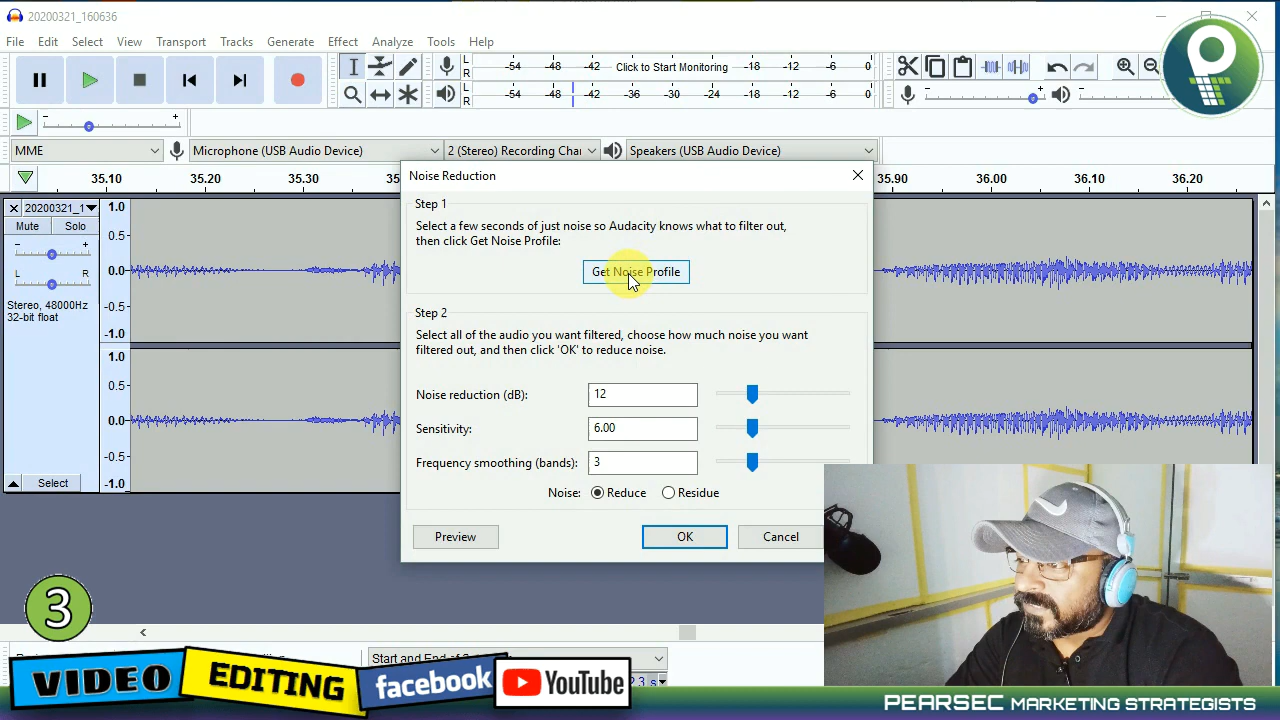 20200321_160636
File Edit Select View Transport Tracks Generate Effect Analyze Tools Help
L R -54 -48 -42 Click to Start Monitoring -18 -12 -6 0
L R -54 -48 -42 -36 -30 -24 -18 -12 -6 0
- +
MME Microphone (USB Audio Device) 2 (Stereo) Recording Char Speakers (USB Audio Device)
35.10 35.20 35.30 35.90 36.00 36.10 36.20
20200321_1
Mute Solo
- +
L R
Stereo, 48000Hz
32-bit float
Select
1.0
0.5
0.0
-0.5
-1.0
1.0
0.5
0.0
-0.5
-1.0
Noise Reduction
Step 1
Select a few seconds of just noise so Audacity knows what to filter out,
then click Get Noise Profile:
Get Noise Profile
Step 2
Select all of the audio you want filtered, choose how much noise you want
filtered out, and then click 'OK' to reduce noise.
Noise reduction (dB): 12
Sensitivity: 6.00
Frequency smoothing (bands): 3
Noise: Reduce Residue
Preview OK Cancel
3
Start and End of
VIDEO EDITING facebook YouTube
PEARSEC MARKETING STRATEGISTS